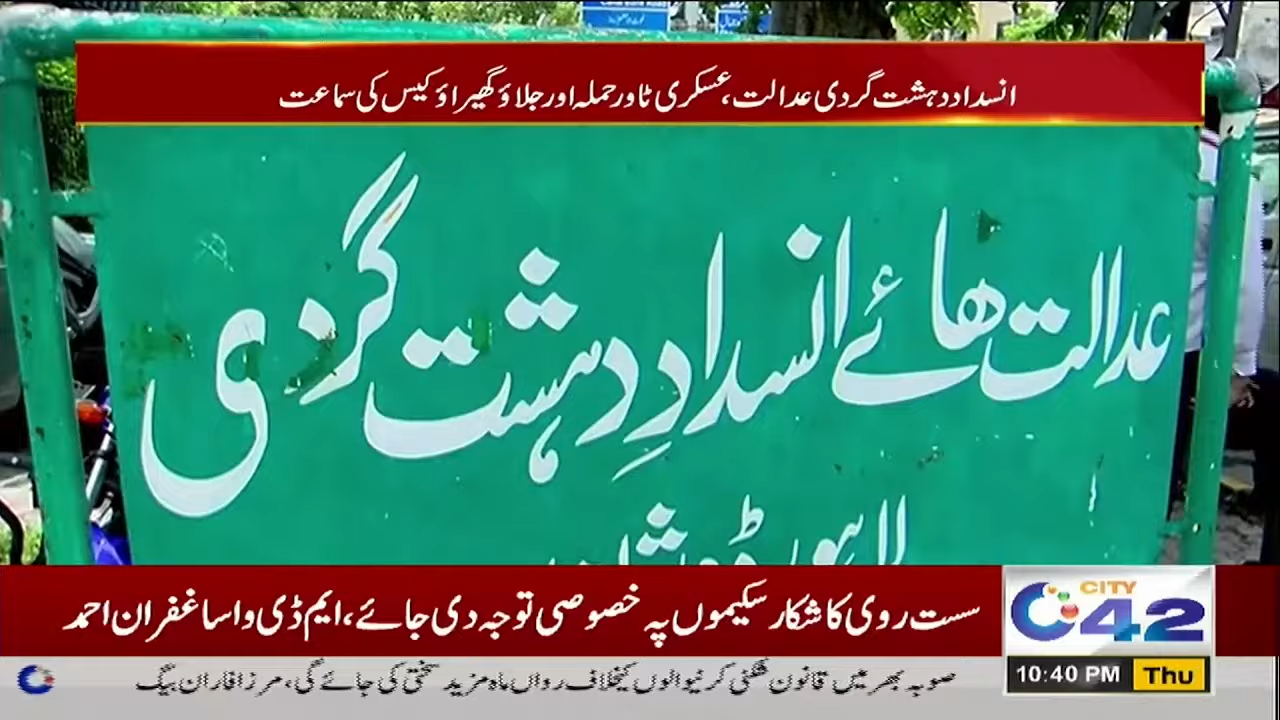 انسداد دہشت گردی عدالت، عسکری ٹاور حملہ اور جلاؤ گھیراؤ کیس کی سماعت
عدالت ھائے انسدادِ دہشت گردی
لاہور ڈویژن
سست روی کا شکار سکیموں پہ خصوصی توجہ دی جائے، ایم ڈی واسا غفران احمد
CITY
42
صوبہ بھر میں قانون شکنی کرنیوالوں کیخلاف رواں ماہ مزید سختی کی جائے گی، مرزا فاران بیگ
10:40 PM Thu